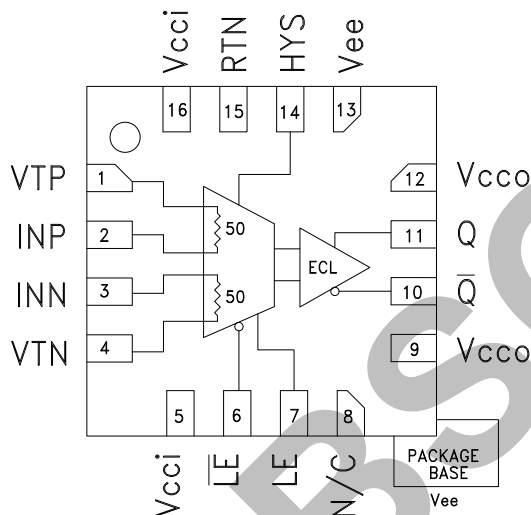 Vcci RTN HYS Vee
16 15 14 13
VTP 1 12 Vcco
50
INP 2 11 Q
ECL
INN 3 10 Q̅
50
VTN 4 9 Vcco
5 6 7 8
Vcci L̅E̅ LE N/C
PACKAGE
BASE
Vee
BSO